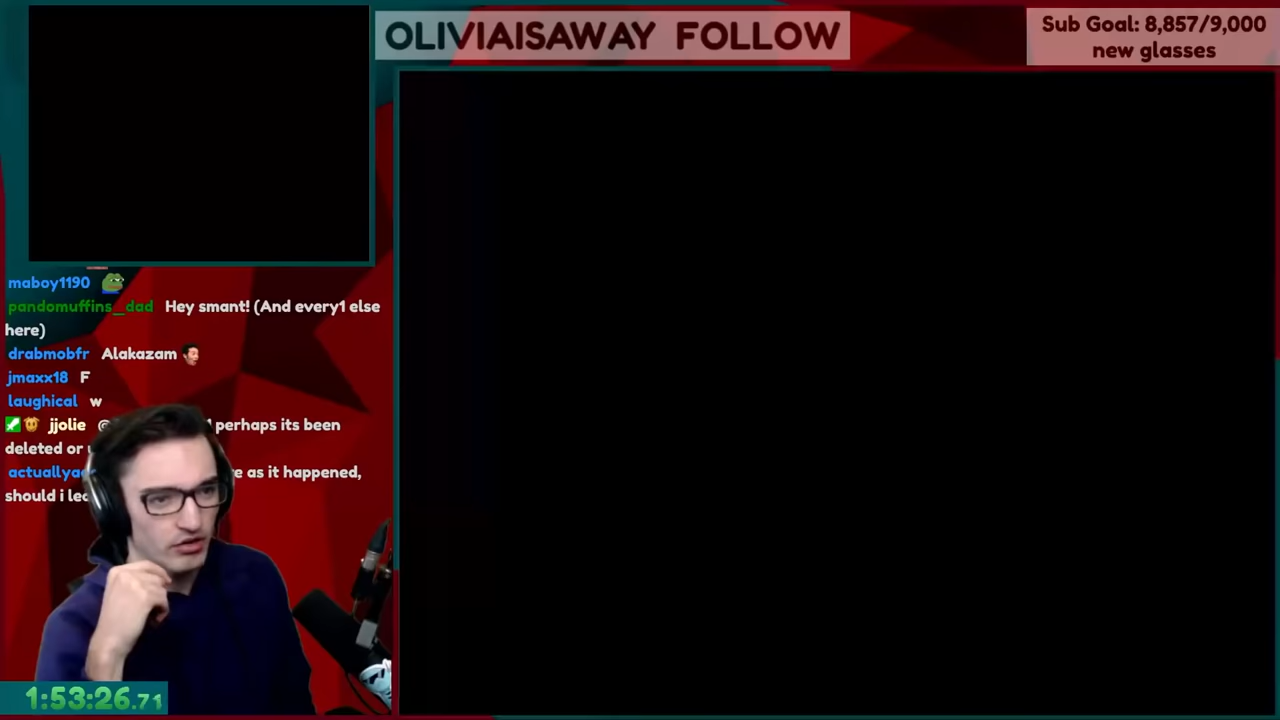 OLIVIAISAWAY FOLLOW
Sub Goal: 8,857/9,000
new glasses
maboy1190
pandomuffins_dad Hey smant! (And every1 else
here)
drabmobfr Alakazam
jmaxx18 F
laughical w
jjolie perhaps its been
deleted or
as it happened,
should i
1:53:26.71